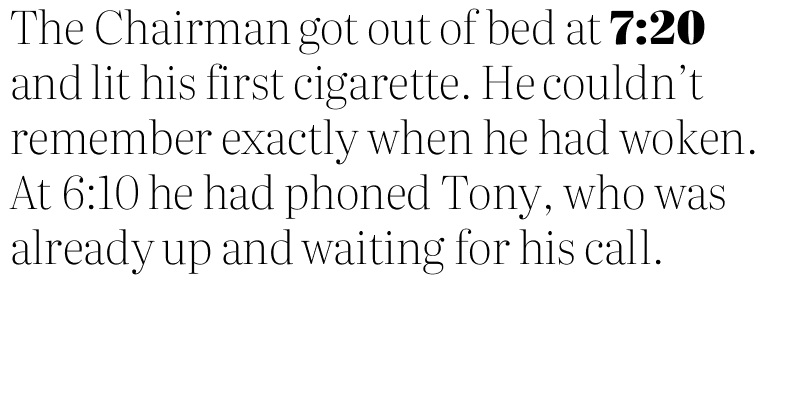 The Chairman got out of bed at 7:20
and lit his first cigarette. He couldn’t
remember exactly when he had woken.
At 6:10 he had phoned Tony, who was
already up and waiting for his call.